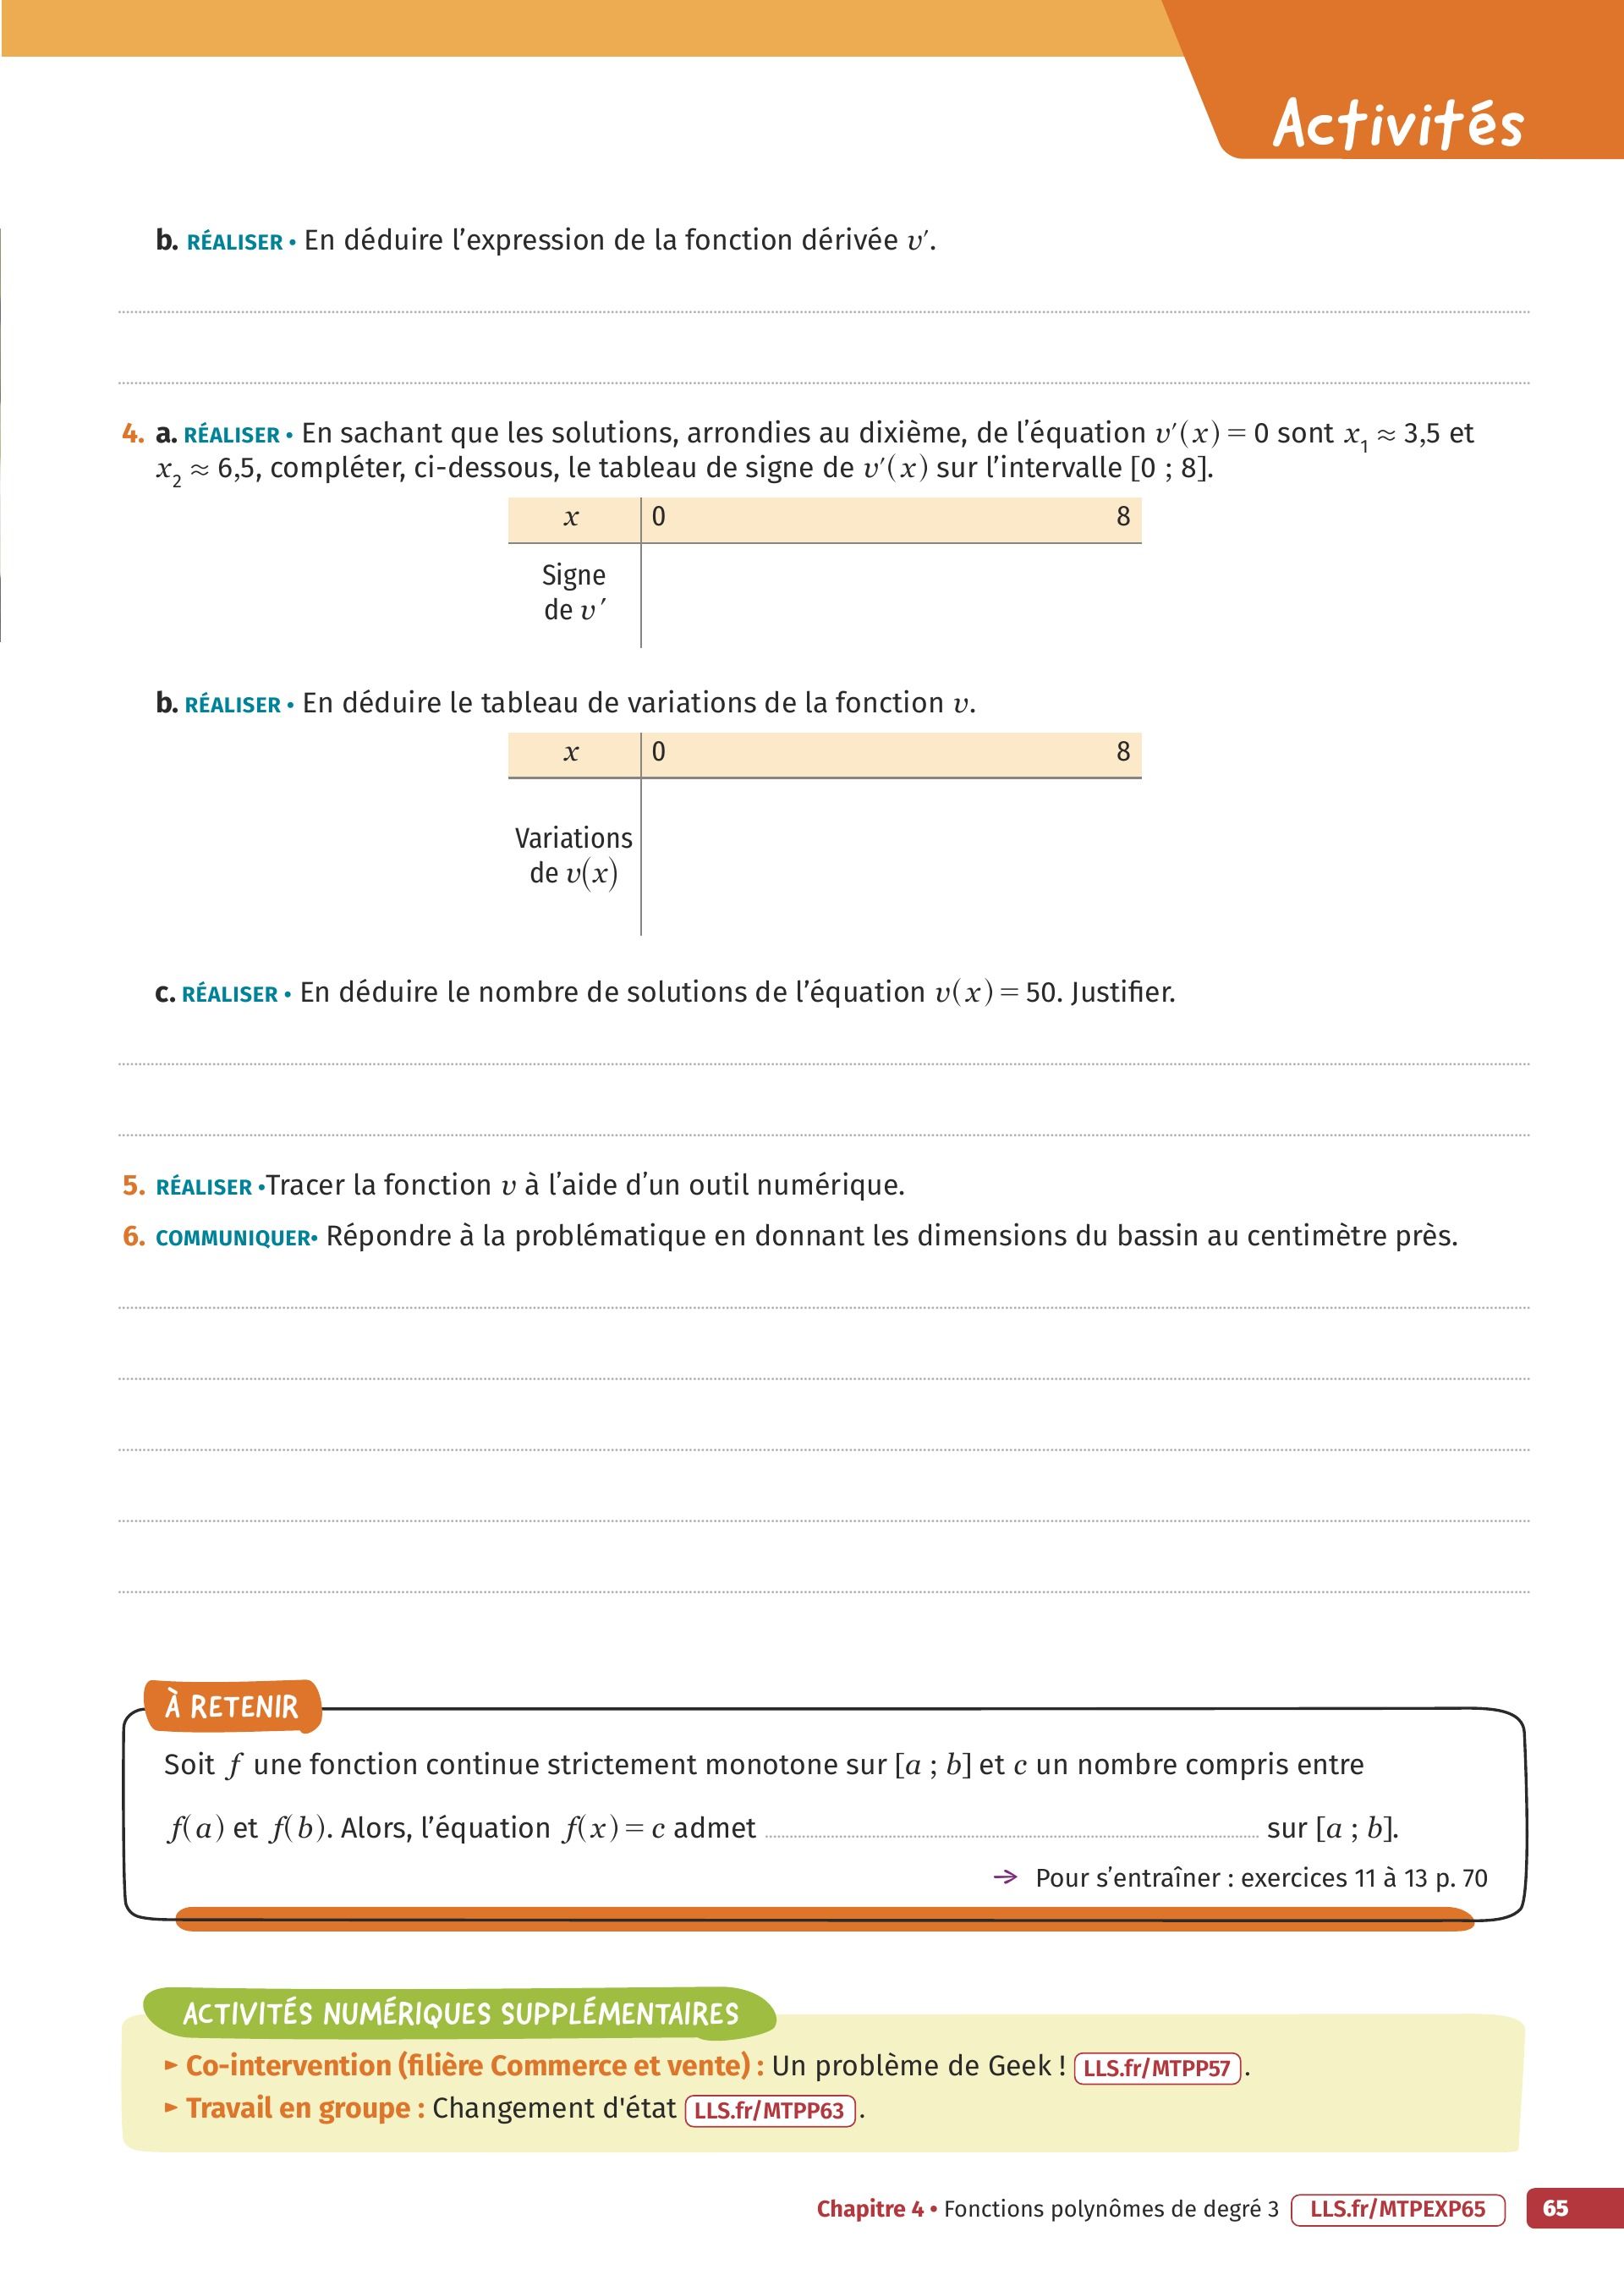 Activités
b. RÉALISER • En déduire l'expression de la fonction dérivée v′.
4. a. RÉALISER • En sachant que les solutions, arrondies au dixième, de l'équation v′(x) = 0 sont x₁ ≈ 3,5 et
x₂ ≈ 6,5, compléter, ci-dessous, le tableau de signe de v′(x) sur l'intervalle [0 ; 8].
x 0 8
Signe
de v′
b. RÉALISER • En déduire le tableau de variations de la fonction v.
x 0 8
Variations
de v(x)
c. RÉALISER • En déduire le nombre de solutions de l'équation v(x) = 50. Justifier.
5. RÉALISER •Tracer la fonction v à l'aide d'un outil numérique.
6. COMMUNIQUER• Répondre à la problématique en donnant les dimensions du bassin au centimètre près.
À RETENIR
Soit f une fonction continue strictement monotone sur [a ; b] et c un nombre compris entre
f(a) et f(b). Alors, l'équation f(x) = c admet sur [a ; b].
→ Pour s'entraîner : exercices 11 à 13 p. 70
ACTIVITÉS NUMÉRIQUES SUPPLÉMENTAIRES
► Co-intervention (filière Commerce et vente) : Un problème de Geek ! LLS.fr/MTPP57 .
► Travail en groupe : Changement d'état LLS.fr/MTPP63 .
Chapitre 4 • Fonctions polynômes de degré 3 LLS.fr/MTPEXP65 65